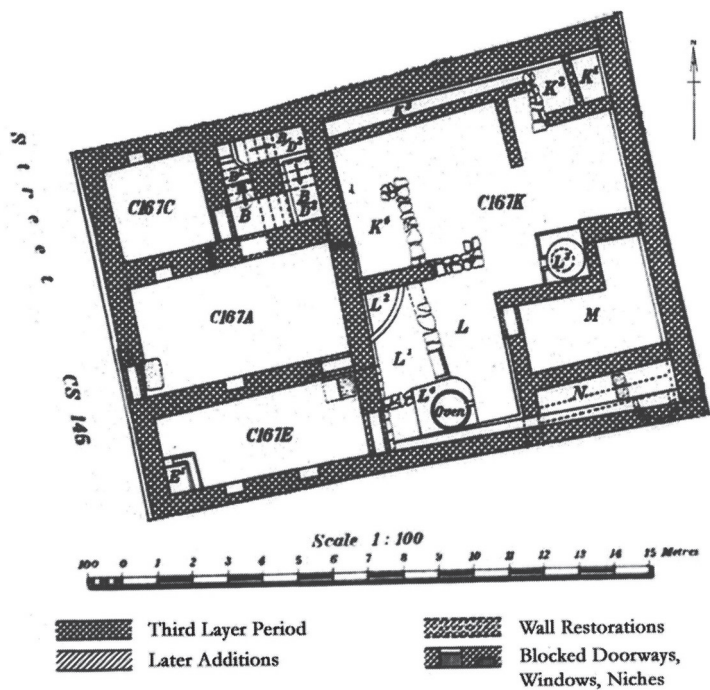 N
K³
K²
K¹
Street
CS 146
C167C
B
B
C167K
K⁶
C167A
L²
L
L¹
L³
M
N
L⁴
Oven
C167E
E¹
Scale 1:100
100 0 1 2 3 4 5 6 7 8 9 10 11 12 13 14 15 Metres
Third Layer Period
Later Additions
Wall Restorations
Blocked Doorways,
Windows, Niches